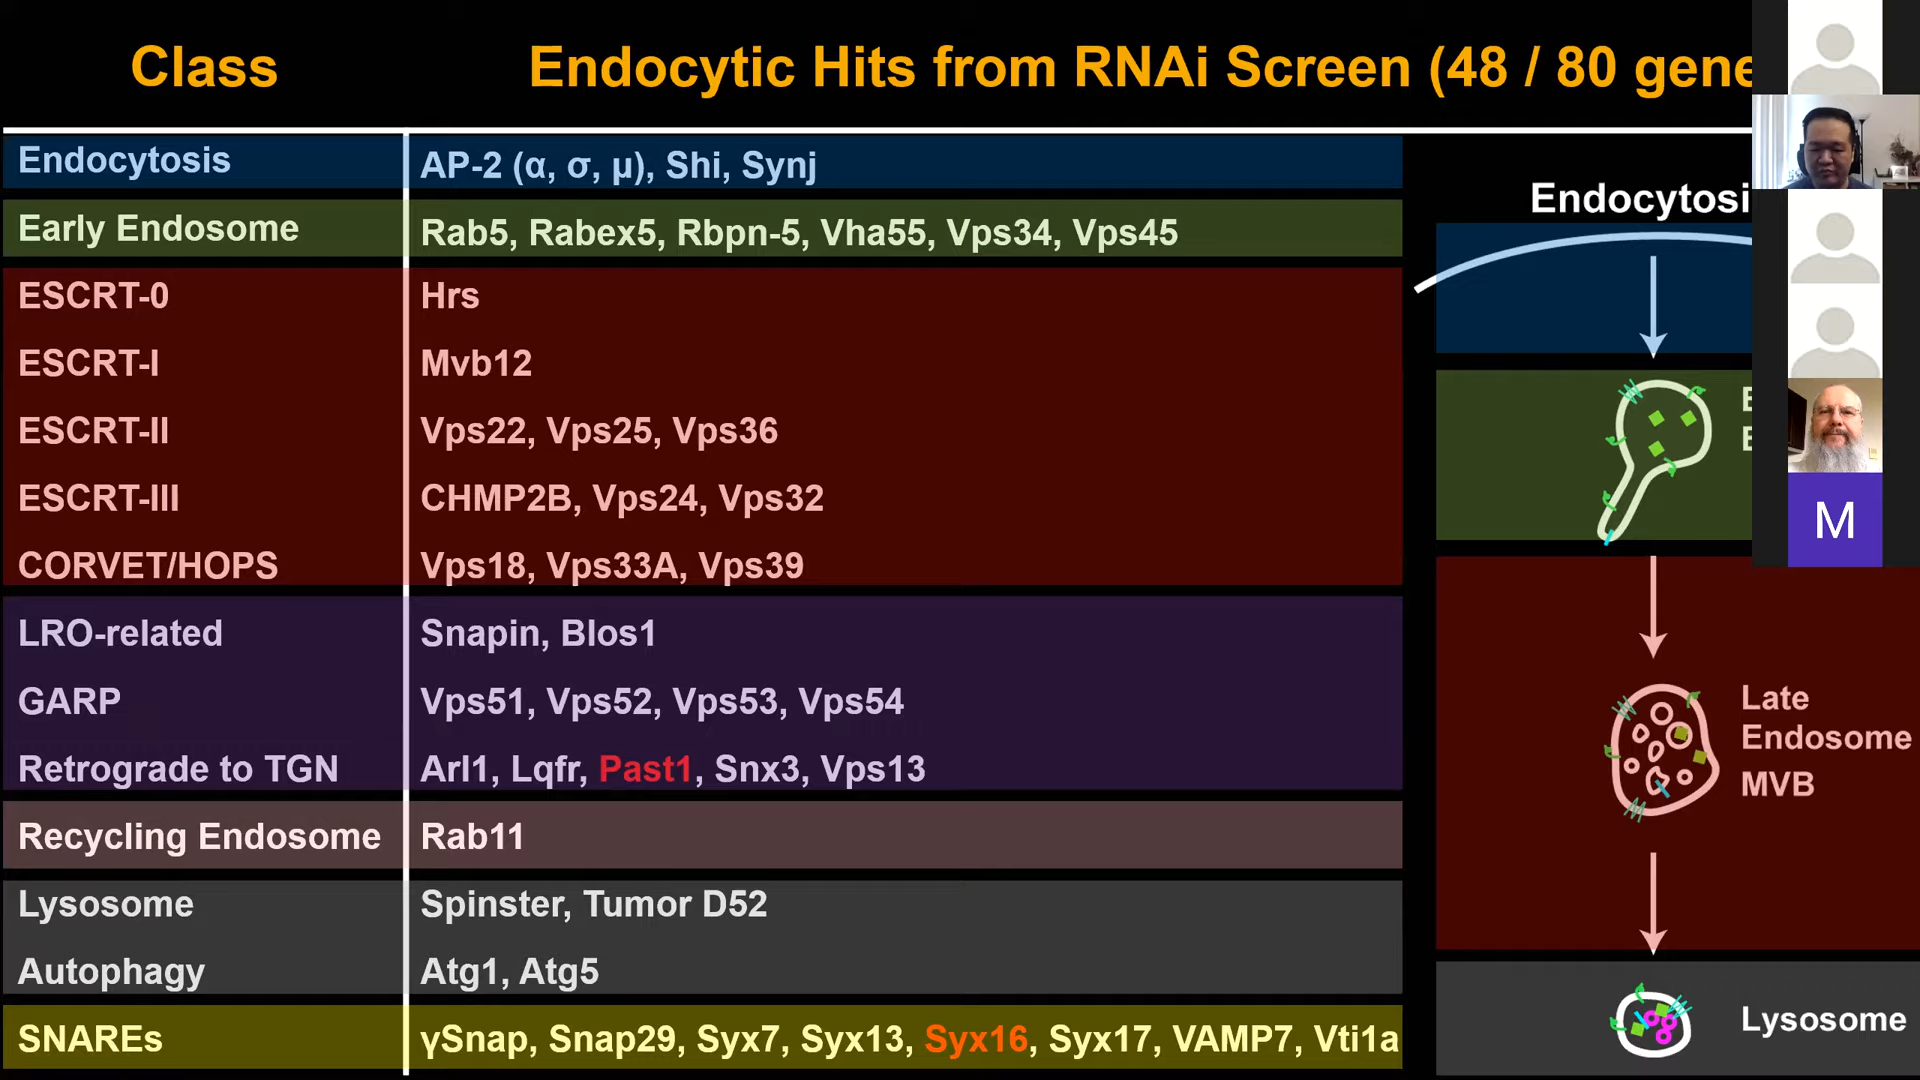 Class
Endocytic Hits from RNAi Screen (48 / 80 gene
Endocytosis
AP-2 (α, σ, μ), Shi, Synj
Early Endosome
Rab5, Rabex5, Rbpn-5, Vha55, Vps34, Vps45
ESCRT-0
Hrs
ESCRT-I
Mvb12
ESCRT-II
Vps22, Vps25, Vps36
ESCRT-III
CHMP2B, Vps24, Vps32
CORVET/HOPS
Vps18, Vps33A, Vps39
LRO-related
Snapin, Blos1
GARP
Vps51, Vps52, Vps53, Vps54
Retrograde to TGN
Arl1, Lqfr, Past1, Snx3, Vps13
Recycling Endosome
Rab11
Lysosome
Spinster, Tumor D52
Autophagy
Atg1, Atg5
SNAREs
γSnap, Snap29, Syx7, Syx13, Syx16, Syx17, VAMP7, Vti1a
Endocytosi
E
E
Late
Endosome
MVB
Lysosome
M